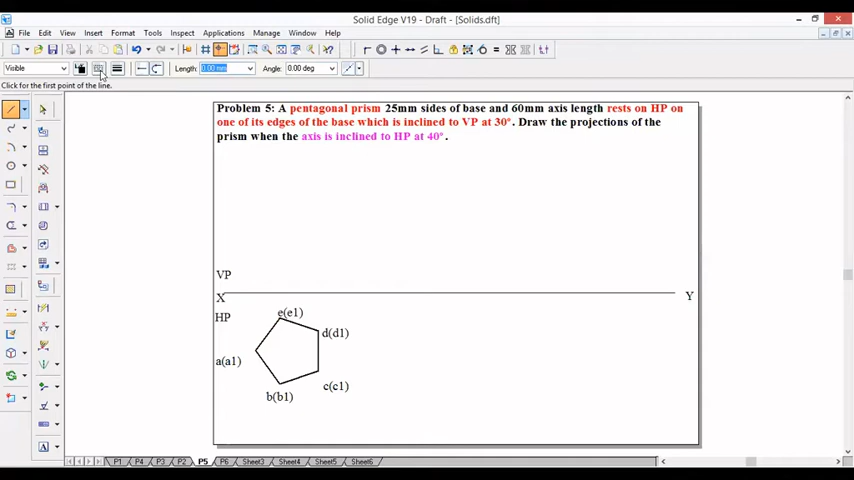 Solid Edge V19 - Draft - [Solids.dft]
File Edit View Insert Format Tools Inspect Applications Manage Windows Help
Visible Length: 0.00 mm Angle: 0.00 deg
Click for the first point of the line.
Problem 5: A pentagonal prism 25mm sides of base and 60mm axis length rests on HP on
one of its edges of the base which is inclined to VP at 30°. Draw the projections of the
prism when the axis is inclined to HP at 40°.
VP
X
Y
HP
e(e1)
d(d1)
a(a1)
c(c1)
b(b1)
P1 P4 P3 P2 P5 P6 Sheet3 Sheet4 Sheet5 Sheet6